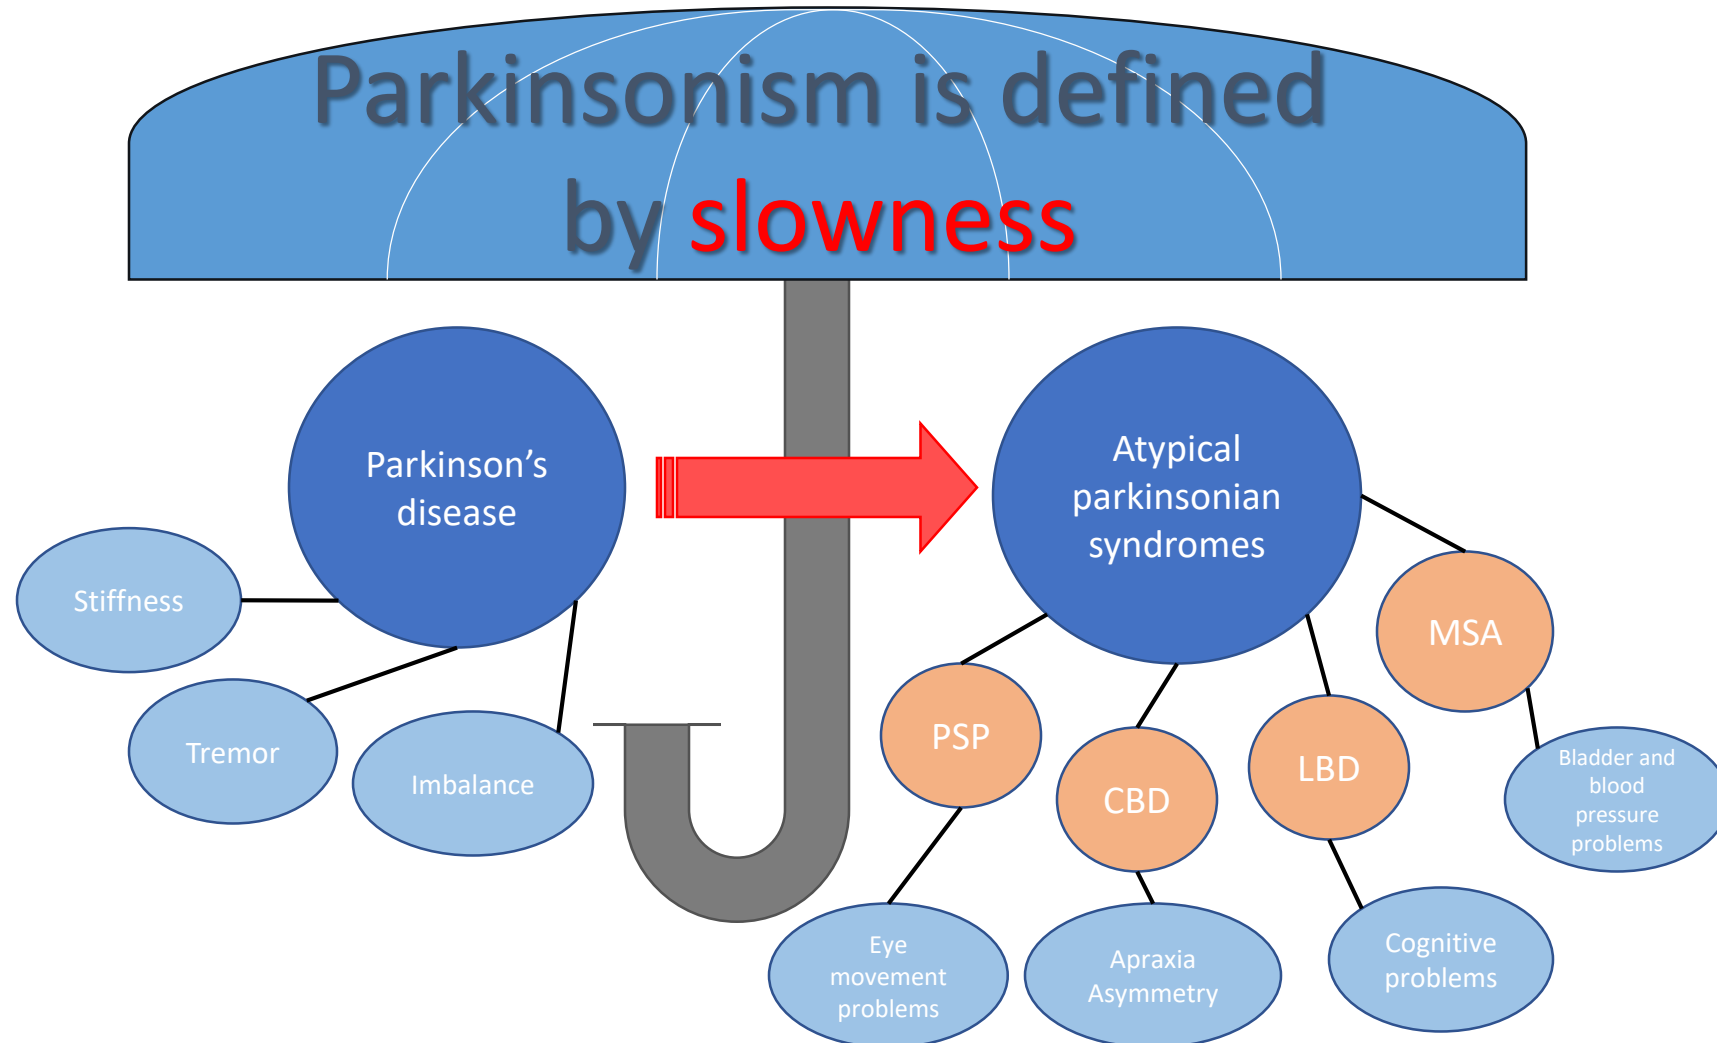 Parkinsonism is defined
by slowness
Parkinson’s
disease
Stiffness
Tremor
Imbalance
Atypical
parkinsonian
syndromes
PSP
CBD
LBD
MSA
Eye
movement
problems
Apraxia
Asymmetry
Cognitive
problems
Bladder and
blood
pressure
problems